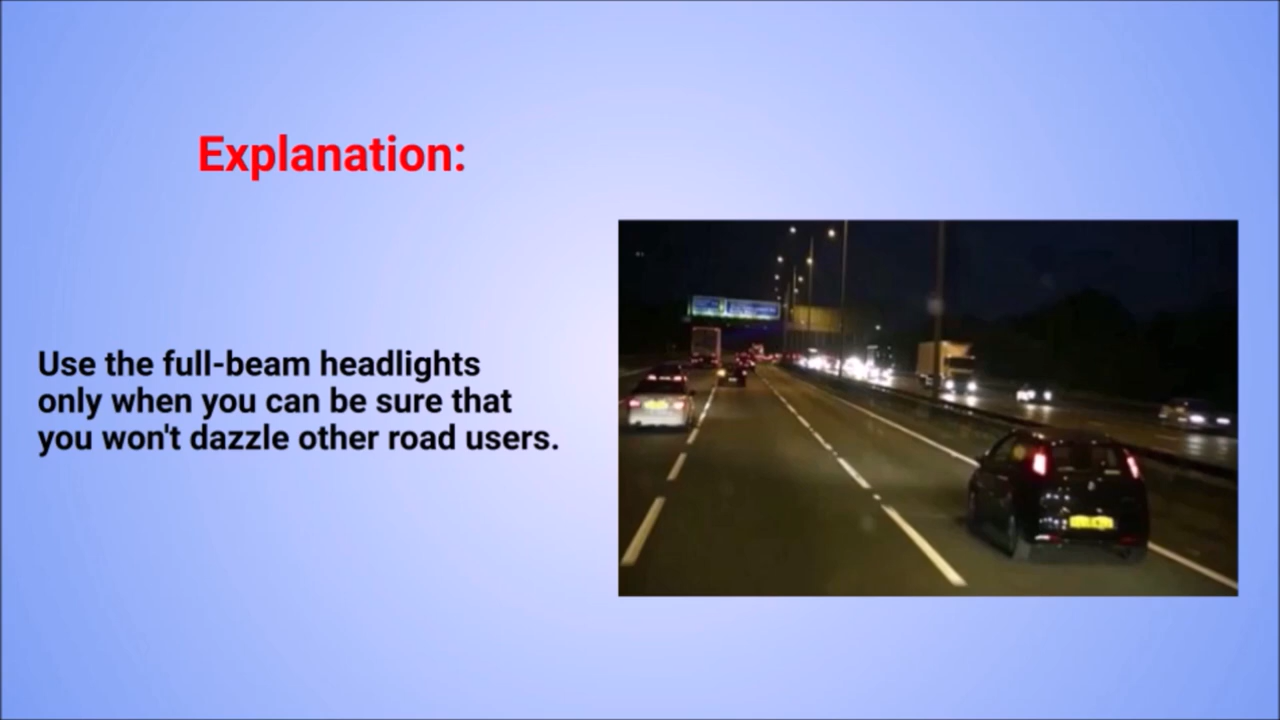 Explanation:
Use the full-beam headlights
only when you can be sure that
you won't dazzle other road users.